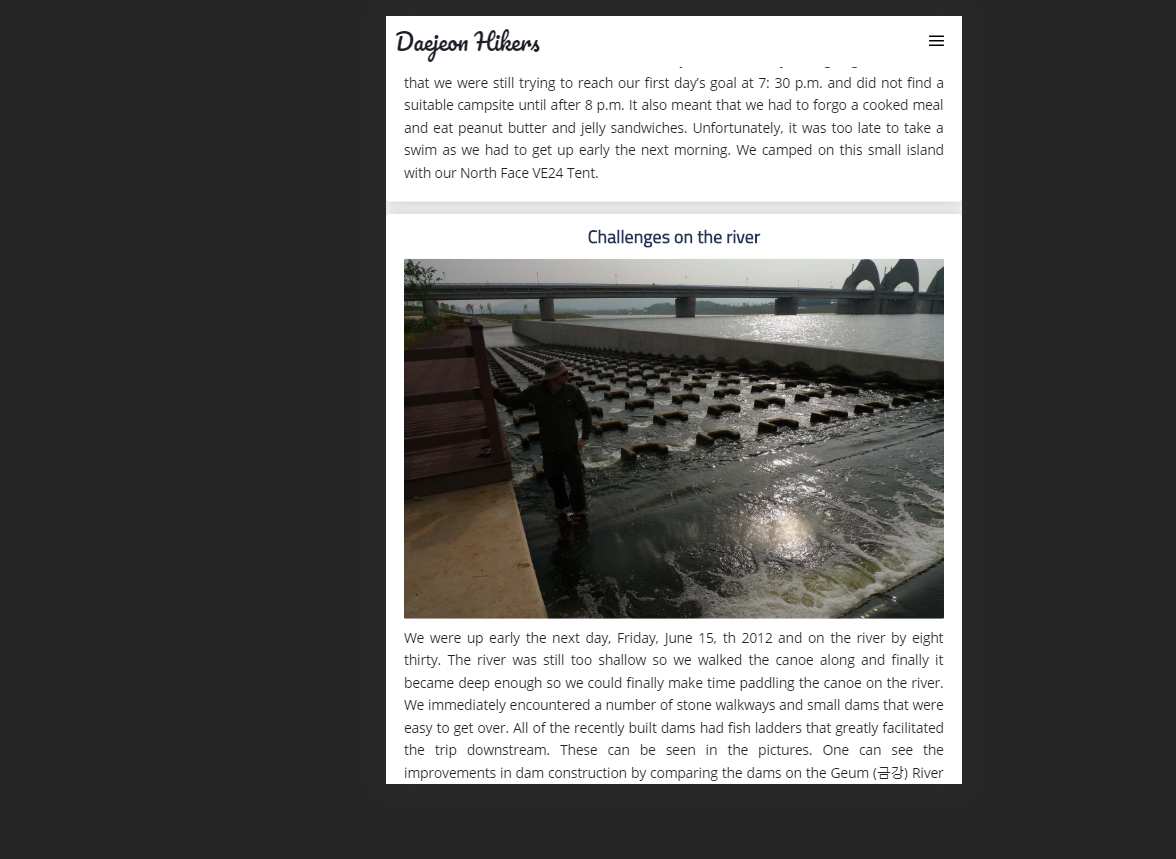 Daejeon Hikers
that we were still trying to reach our first day's goal at 7: 30 p.m. and did not find a
suitable campsite until after 8 p.m. It also meant that we had to forgo a cooked meal
and eat peanut butter and jelly sandwiches. Unfortunately, it was too late to take a
swim as we had to get up early the next morning. We camped on this small island
with our North Face VE24 Tent.
Challenges on the river
We were up early the next day, Friday, June 15, th 2012 and on the river by eight
thirty. The river was still too shallow so we walked the canoe along and finally it
became deep enough so we could finally make time paddling the canoe on the river.
We immediately encountered a number of stone walkways and small dams that were
easy to get over. All of the recently built dams had fish ladders that greatly facilitated
the trip downstream. These can be seen in the pictures. One can see the
improvements in dam construction by comparing the dams on the Geum (금강) River